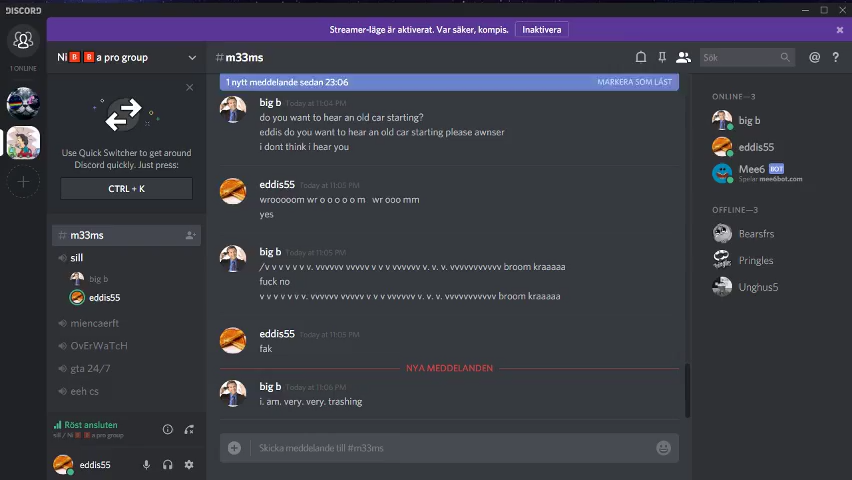 DISCORD
Streamer-läge är aktiverat. Var säker, kompis.
Inaktivera
1 ONLINE
Ni🅱🅱a pro group
Use Quick Switcher to get around
Discord quickly. Just press:
CTRL + K
# m33ms
sill
big b
eddis55
miencaerft
OvErWaTcH
gta 24/7
eeh cs
Röst ansluten
sill / Ni🅱🅱a pro group
eddis55
# m33ms
Sök
1 nytt meddelande sedan 23:06
MARKERA SOM LÄST
big b Today at 11:04 PM
do you want to hear an old car starting?
eddis do you want to hear an old car starting please awnser
i dont think i hear you
eddis55 Today at 11:05 PM
wrooooom wr o o o o o m wr ooo mm
yes
big b Today at 11:05 PM
/v v v v v v v. vvvvvv vvvvv v v v vvvvvv v. v. v. vvvvvvvvvvv broom kraaaaa
fuck no
v v v v v v v. vvvvvv vvvvv v v v vvvvvv v. v. v. vvvvvvvvvvv broom kraaaaa
eddis55 Today at 11:05 PM
fak
NYA MEDDELANDEN
big b Today at 11:06 PM
i. am. very. very. trashing
Skicka meddelande till #m33ms
ONLINE—3
big b
eddis55
Mee6 BOT
Spelar mee6bot.com
OFFLINE—3
Bearsfrs
Pringles
Unghus5